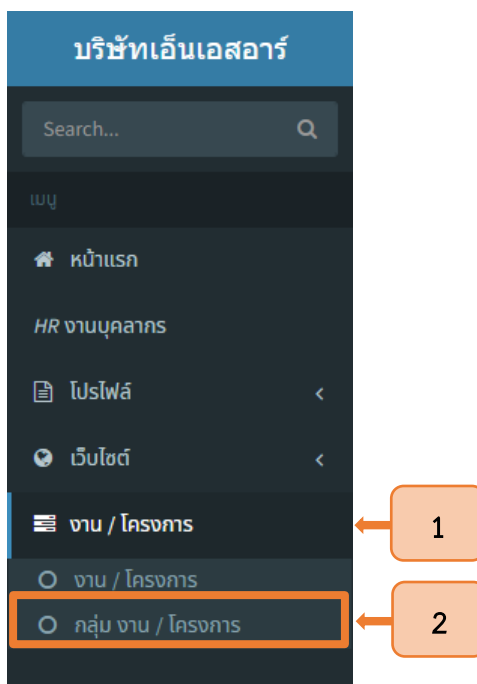 บริษัทเอ็นเอสอาร์
Search...
เมนู
หน้าแรก
HR งานบุคลากร
โปรไฟล์
เว็บไซต์
งาน / โครงการ
1
งาน / โครงการ
กลุ่ม งาน / โครงการ
2